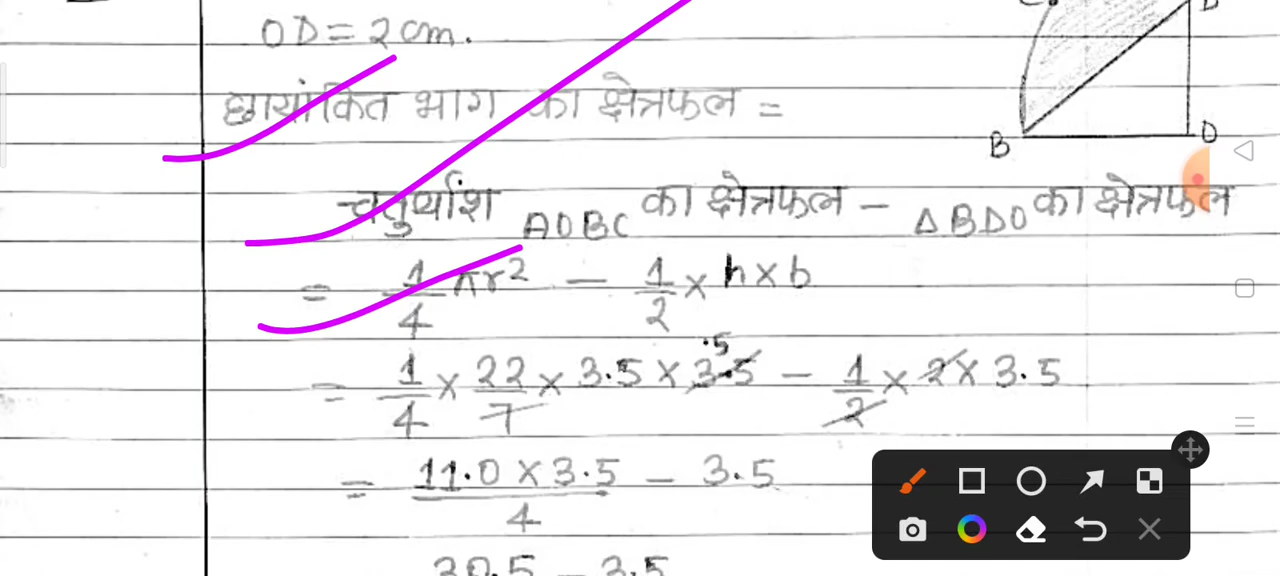 OD = 2 cm.
छायांकित भाग का क्षेत्रफल =
B D
चतुर्थांश AOBC का क्षेत्रफल - ΔBDO का क्षेत्रफल
= 1/4 πr² - 1/2 × h × b
.5
= 1/4 × 22/7 × 3.5 × 3.5 - 1/2 × 2 × 3.5
= 11.0 × 3.5/4 - 3.5